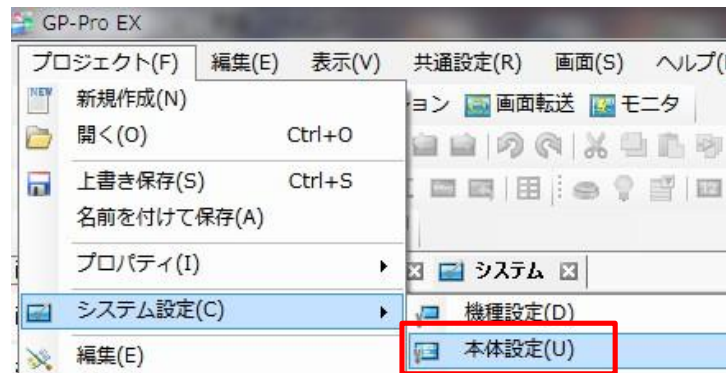 GP-Pro EX
プロジェクト(F) 編集(E) 表示(V) 共通設定(R) 画面(S) ヘルプ(
新規作成(N)
ョン 画面転送 モニタ
開く(O) Ctrl+O
上書き保存(S) Ctrl+S
名前を付けて保存(A)
プロパティ(I)
システム
システム設定(C)
機種設定(D)
本体設定(U)
編集(E)